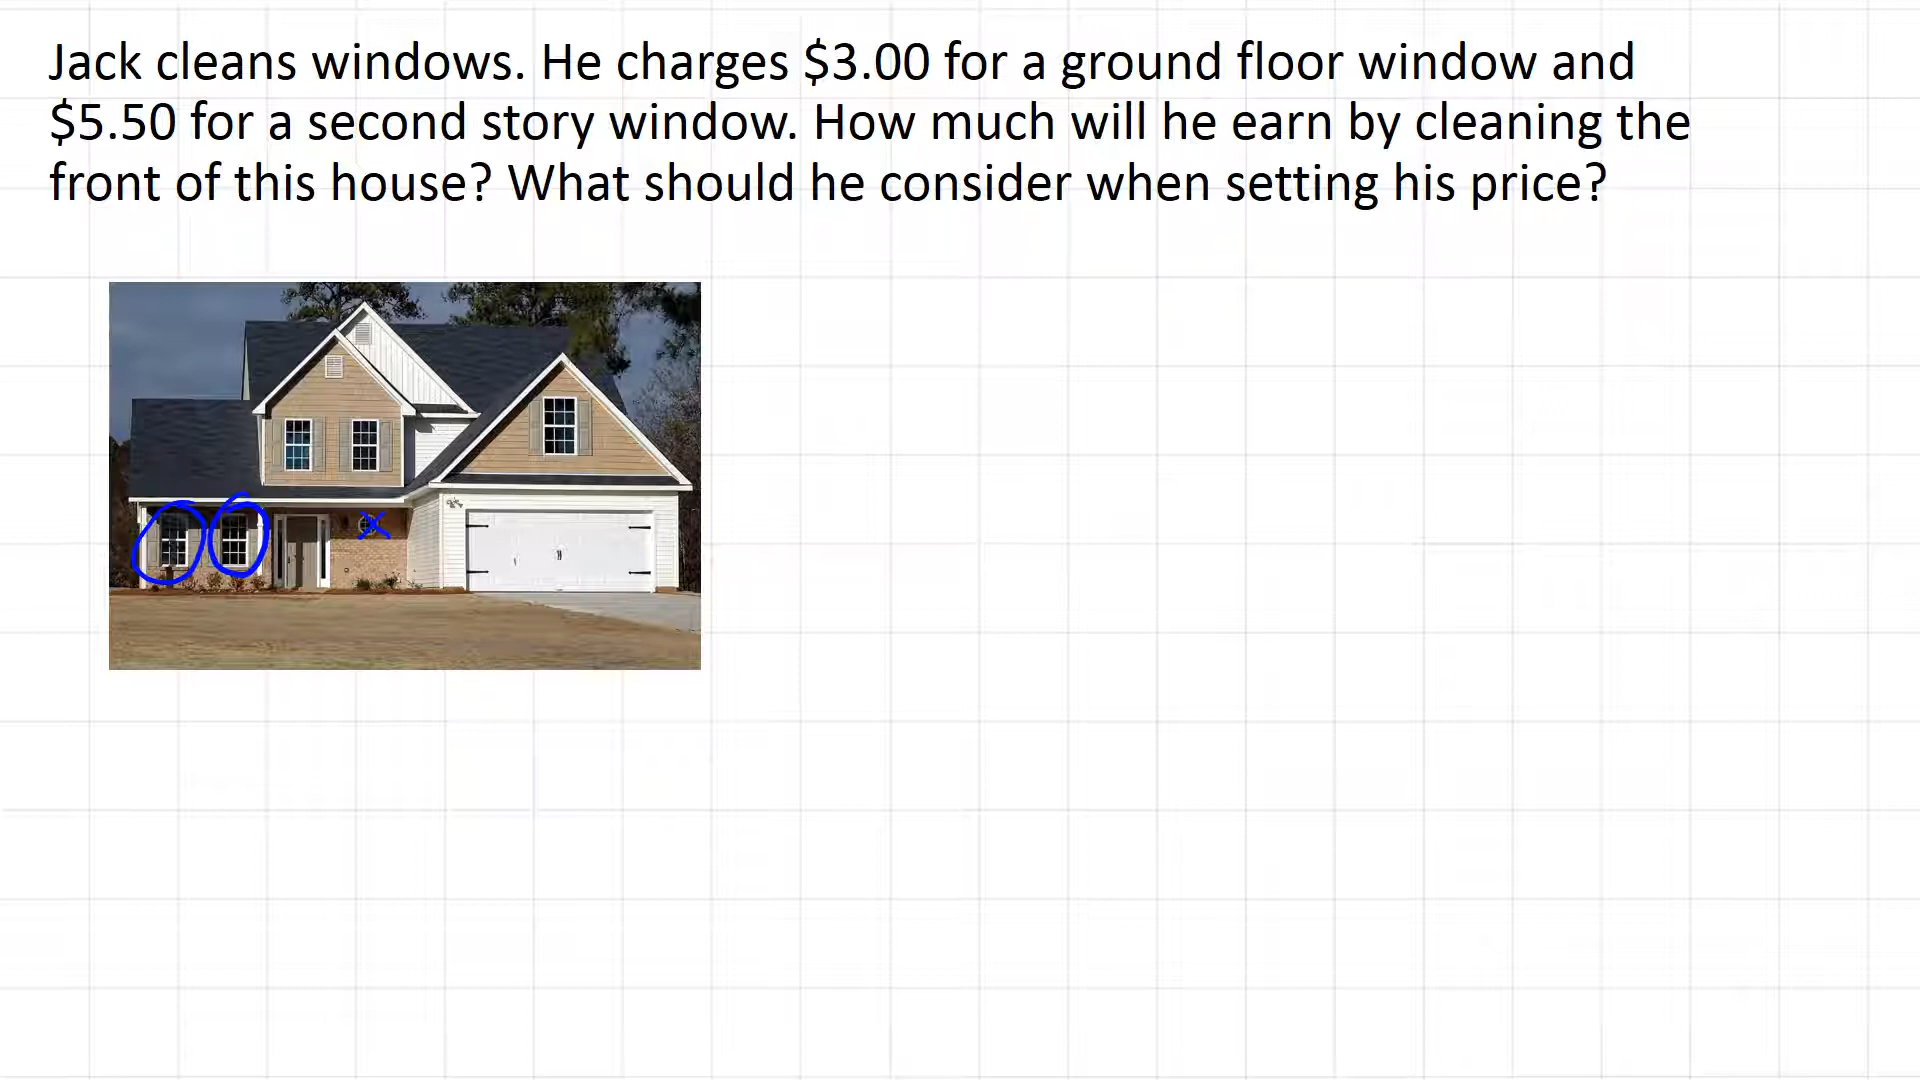 Jack cleans windows. He charges $3.00 for a ground floor window and
$5.50 for a second story window. How much will he earn by cleaning the
front of this house? What should he consider when setting his price?